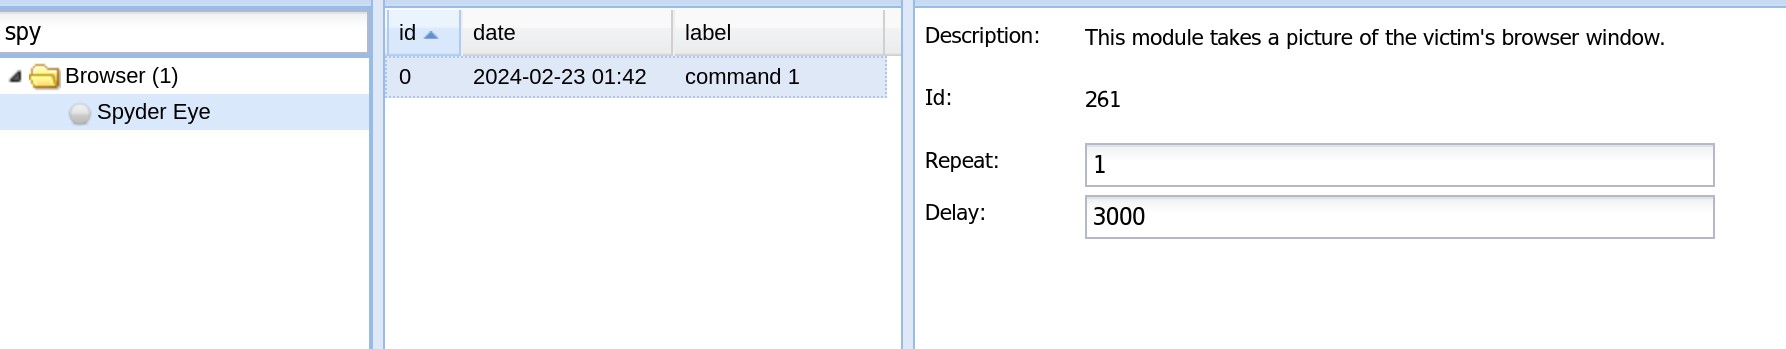 spy
Browser (1)
Spyder Eye
id date label
0 2024-02-23 01:42 command 1
Description: This module takes a picture of the victim's browser window.
Id: 261
Repeat: 1
Delay: 3000